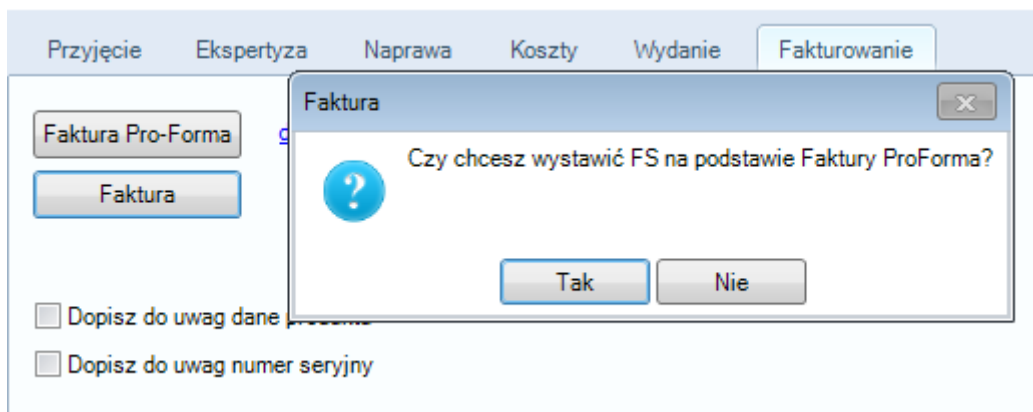 Przyjęcie Ekspertyza Naprawa Koszty Wydanie Fakturowanie
Faktura
Faktura Pro-Forma
Czy chcesz wystawić FS na podstawie Faktury ProForma?
Faktura
Tak Nie
Dopisz do uwag dane
Dopisz do uwag numer seryjny